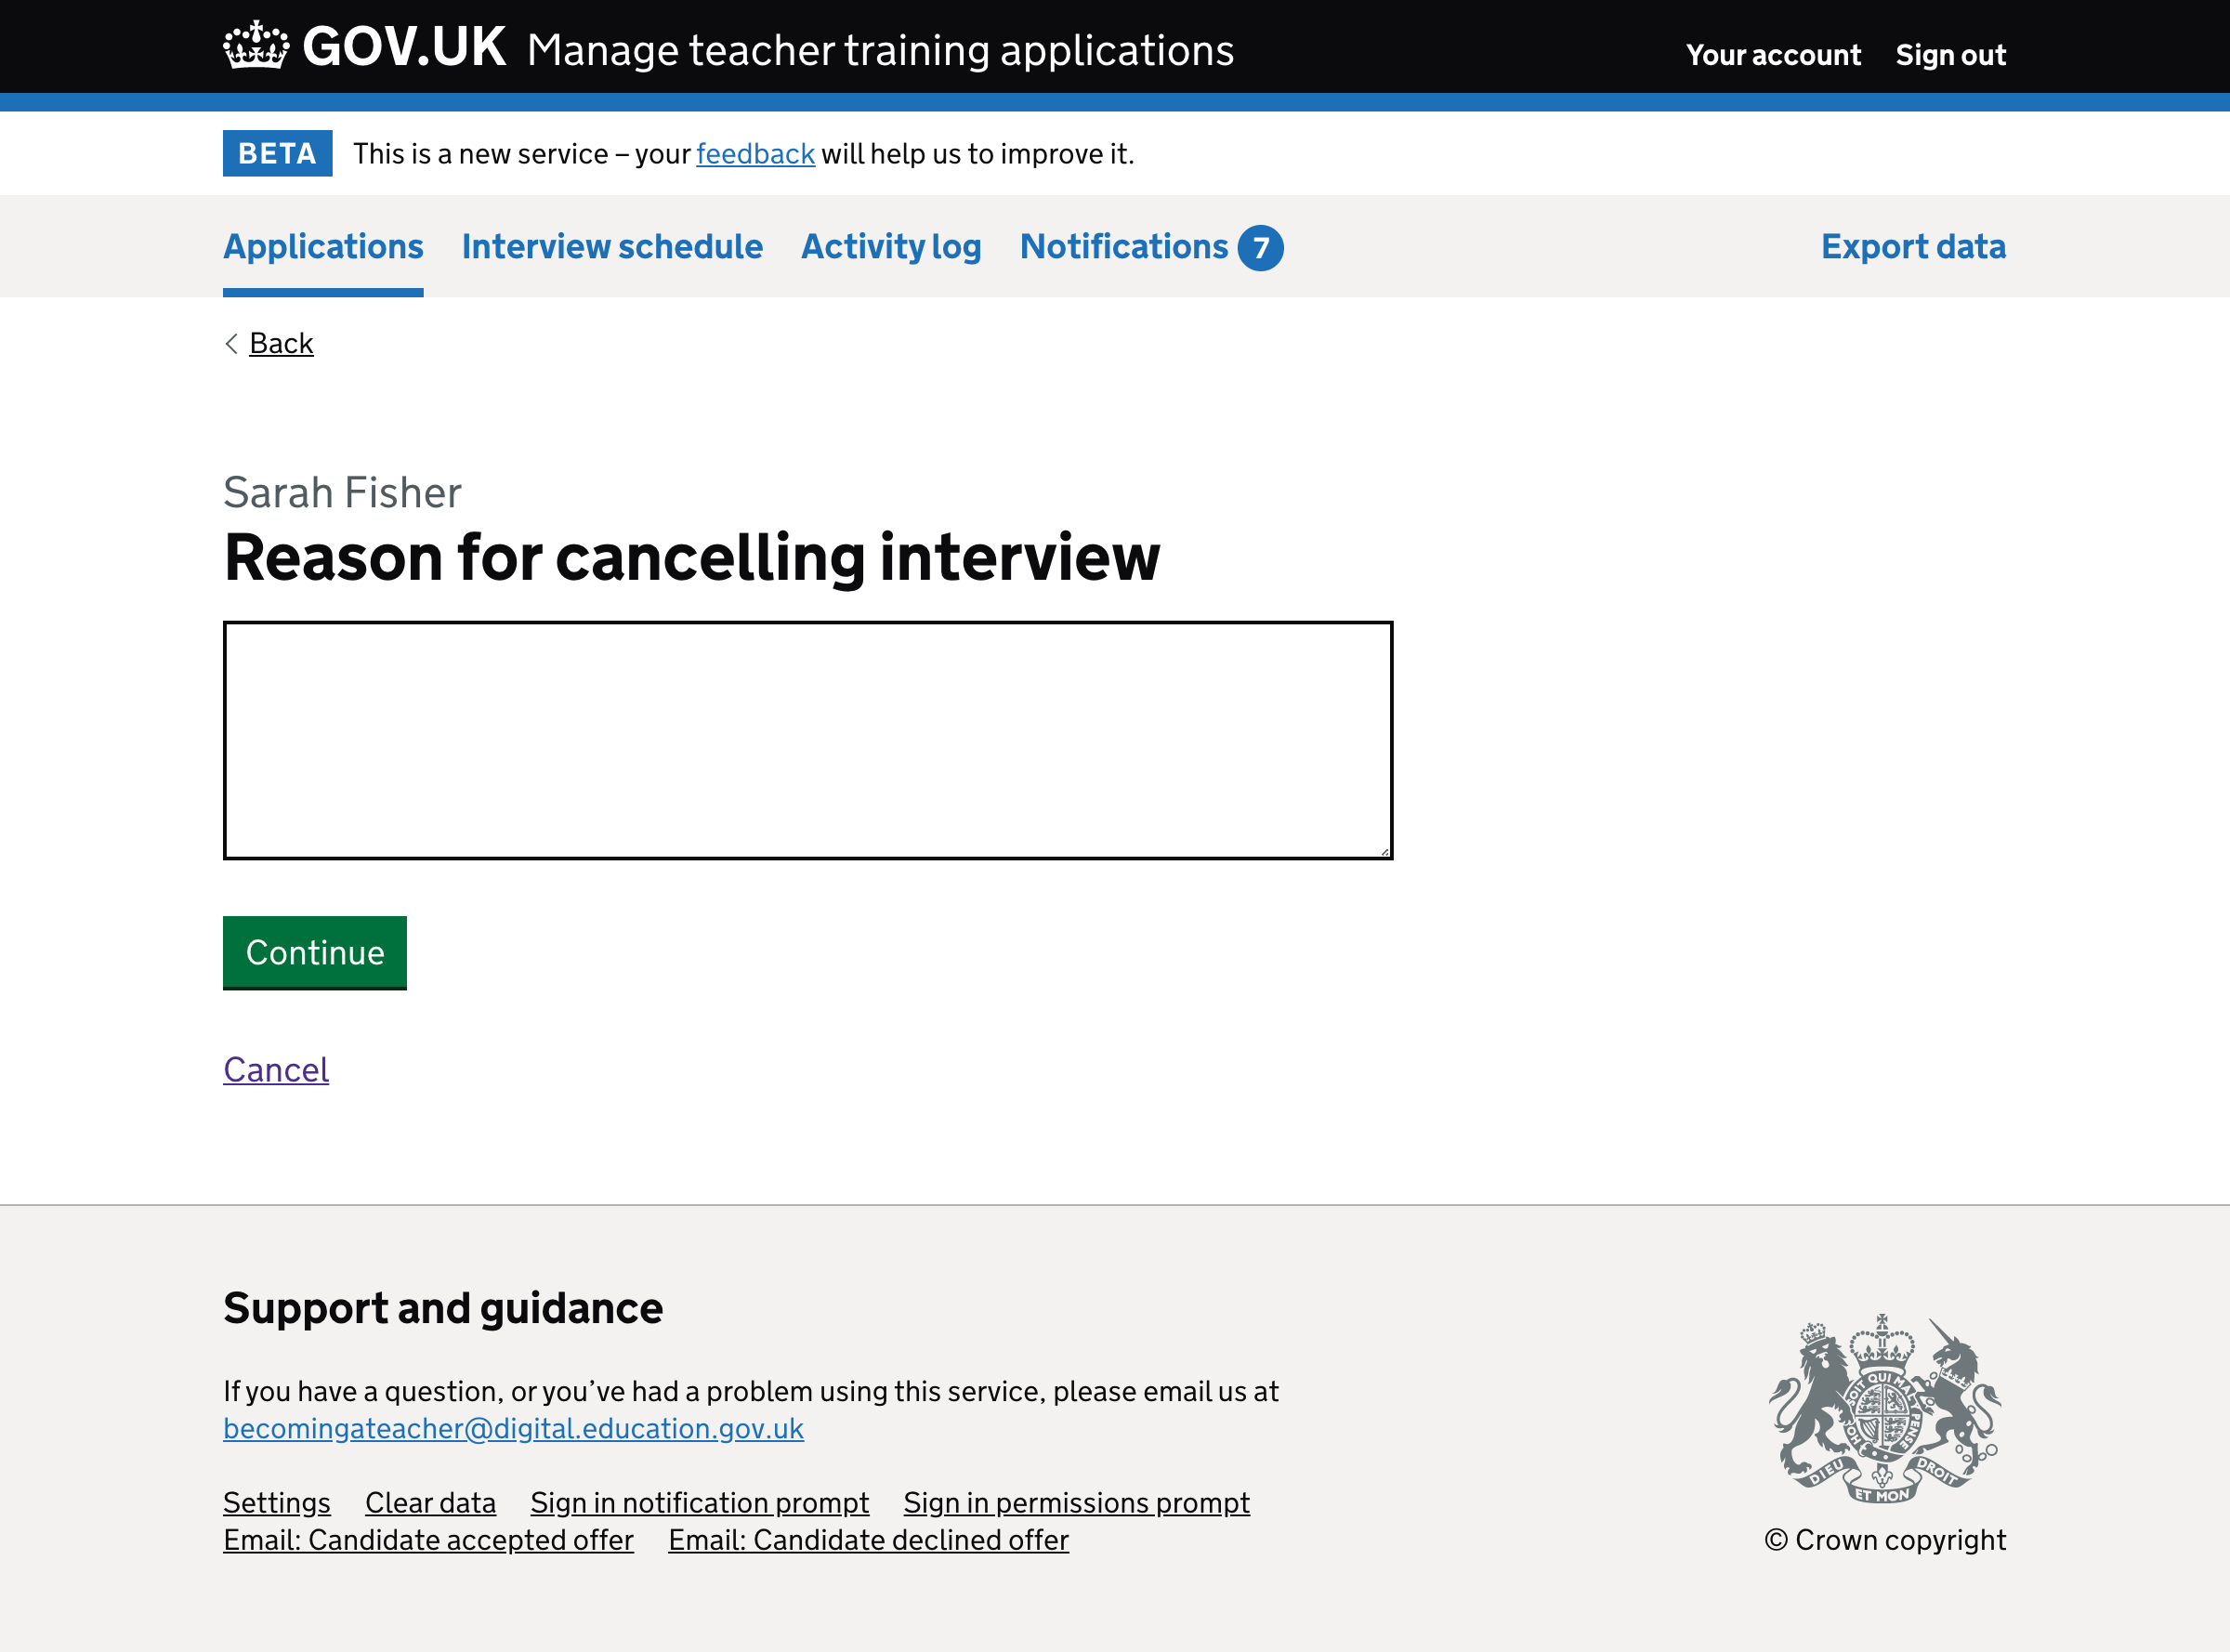 GOV.UK Manage teacher training applications
Your account Sign out
BETA This is a new service – your feedback will help us to improve it.
Applications Interview schedule Activity log Notifications 7 Export data
Back
Sarah Fisher
Reason for cancelling interview
Continue
Cancel
Support and guidance
If you have a question, or you’ve had a problem using this service, please email us at
becomingateacher@digital.education.gov.uk
Settings Clear data Sign in notification prompt Sign in permissions prompt
Email: Candidate accepted offer Email: Candidate declined offer
SOIT QUI MAL Y PENSE
DIEU ET MON DROIT
© Crown copyright